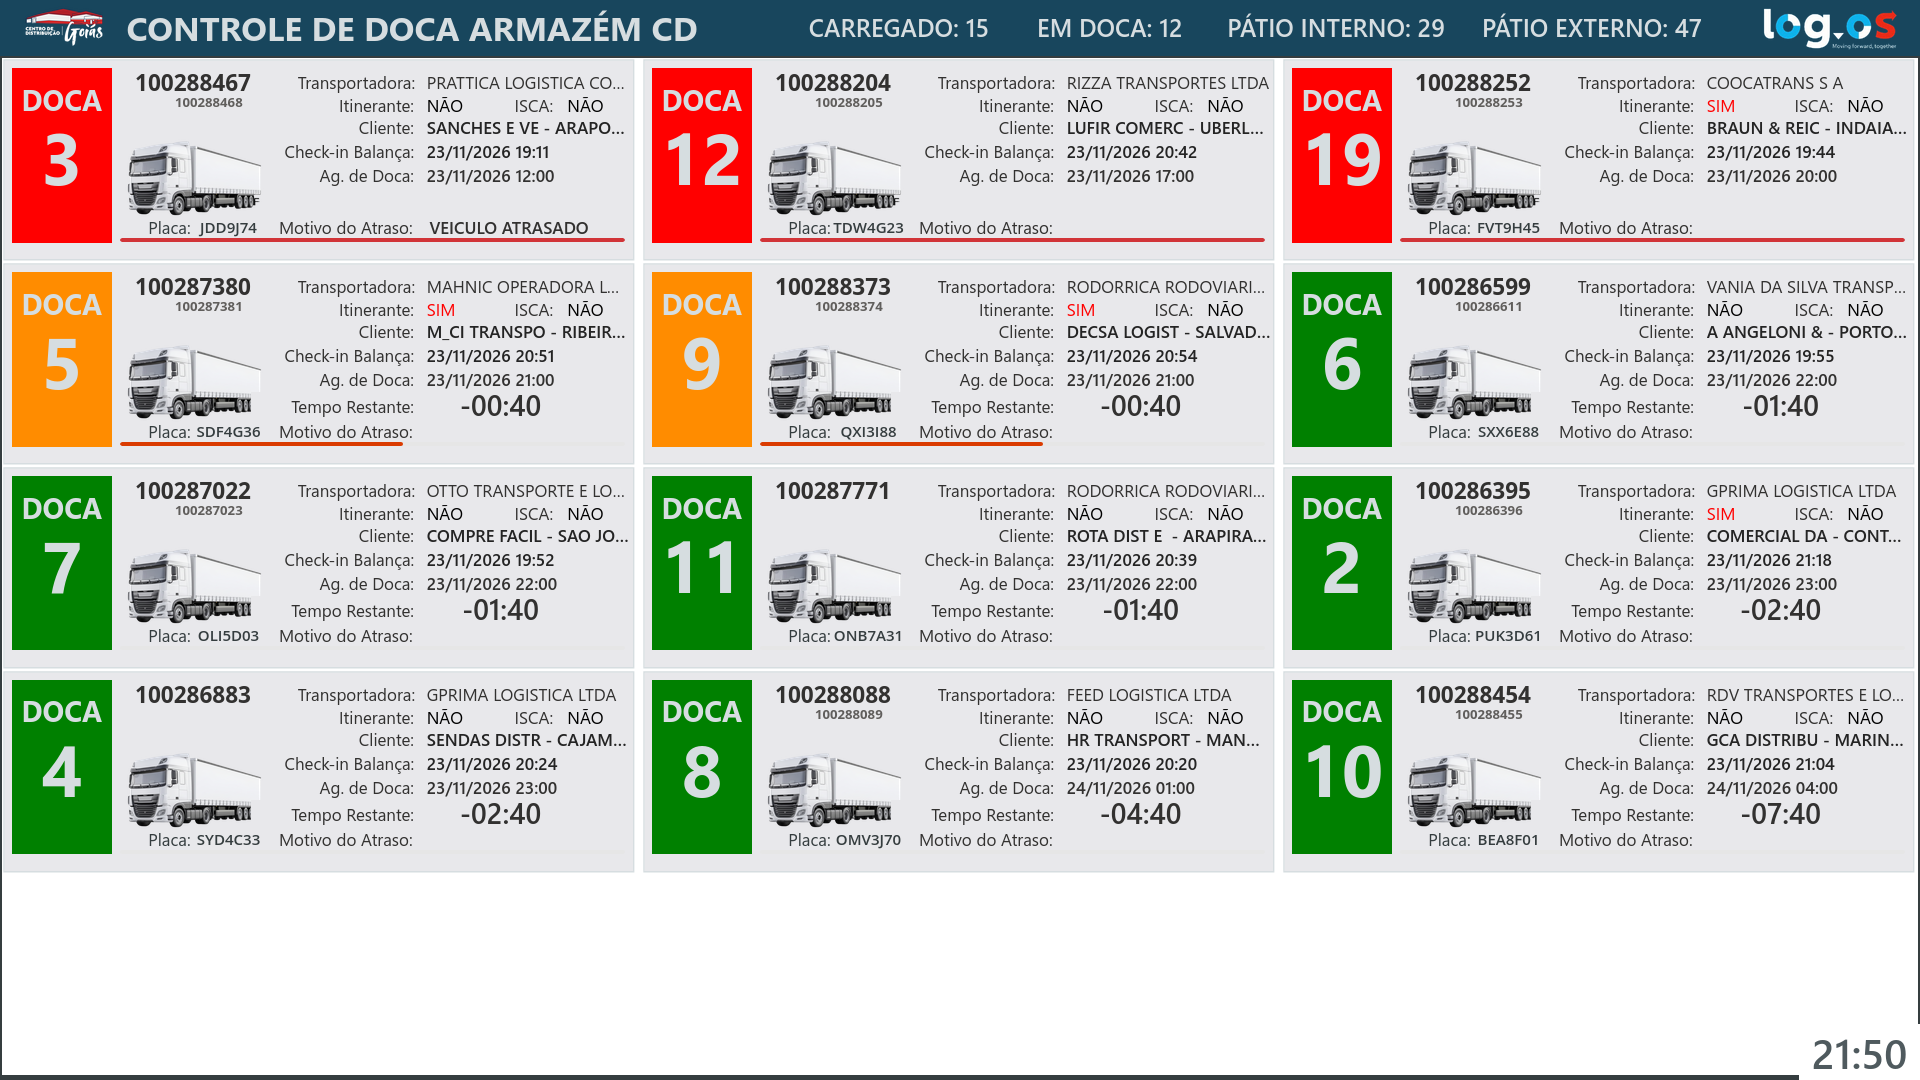 CENTRO DE DISTRIBUIÇÃO Goiás
CONTROLE DE DOCA ARMAZÉM CD
CARREGADO: 15
EM DOCA: 12
PÁTIO INTERNO: 29
PÁTIO EXTERNO: 47
log.os
Moving forward, together
DOCA
3
100288467
100288468
Transportadora: PRATTICA LOGISTICA CO...
Itinerante: NÃO ISCA: NÃO
Cliente: SANCHES E VE - ARAPO...
Check-in Balança: 23/11/2026 19:11
Ag. de Doca: 23/11/2026 12:00
Placa: JDD9J74 Motivo do Atraso: VEICULO ATRASADO
DOCA
12
100288204
100288205
Transportadora: RIZZA TRANSPORTES LTDA
Itinerante: NÃO ISCA: NÃO
Cliente: LUFIR COMERC - UBERL...
Check-in Balança: 23/11/2026 20:42
Ag. de Doca: 23/11/2026 17:00
Placa: TDW4G23 Motivo do Atraso:
DOCA
19
100288252
100288253
Transportadora: COOCATRANS S A
Itinerante: SIM ISCA: NÃO
Cliente: BRAUN & REIC - INDAIA...
Check-in Balança: 23/11/2026 19:44
Ag. de Doca: 23/11/2026 20:00
Placa: FVT9H45 Motivo do Atraso:
DOCA
5
100287380
100287381
Transportadora: MAHNIC OPERADORA L...
Itinerante: SIM ISCA: NÃO
Cliente: M_CI TRANSPO - RIBEIR...
Check-in Balança: 23/11/2026 20:51
Ag. de Doca: 23/11/2026 21:00
Tempo Restante: -00:40
Placa: SDF4G36 Motivo do Atraso:
DOCA
9
100288373
100288374
Transportadora: RODORRICA RODOVIARI...
Itinerante: SIM ISCA: NÃO
Cliente: DECSA LOGIST - SALVAD...
Check-in Balança: 23/11/2026 20:54
Ag. de Doca: 23/11/2026 21:00
Tempo Restante: -00:40
Placa: QXI3I88 Motivo do Atraso:
DOCA
6
100286599
100286611
Transportadora: VANIA DA SILVA TRANSP...
Itinerante: NÃO ISCA: NÃO
Cliente: A ANGELONI & - PORTO...
Check-in Balança: 23/11/2026 19:55
Ag. de Doca: 23/11/2026 22:00
Tempo Restante: -01:40
Placa: SXX6E88 Motivo do Atraso:
DOCA
7
100287022
100287023
Transportadora: OTTO TRANSPORTE E LO...
Itinerante: NÃO ISCA: NÃO
Cliente: COMPRE FACIL - SAO JO...
Check-in Balança: 23/11/2026 19:52
Ag. de Doca: 23/11/2026 22:00
Tempo Restante: -01:40
Placa: OLI5D03 Motivo do Atraso:
DOCA
11
100287771
Transportadora: RODORRICA RODOVIARI...
Itinerante: NÃO ISCA: NÃO
Cliente: ROTA DIST E - ARAPIRA...
Check-in Balança: 23/11/2026 20:39
Ag. de Doca: 23/11/2026 22:00
Tempo Restante: -01:40
Placa: ONB7A31 Motivo do Atraso:
DOCA
2
100286395
100286396
Transportadora: GPRIMA LOGISTICA LTDA
Itinerante: SIM ISCA: NÃO
Cliente: COMERCIAL DA - CONT...
Check-in Balança: 23/11/2026 21:18
Ag. de Doca: 23/11/2026 23:00
Tempo Restante: -02:40
Placa: PUK3D61 Motivo do Atraso:
DOCA
4
100286883
Transportadora: GPRIMA LOGISTICA LTDA
Itinerante: NÃO ISCA: NÃO
Cliente: SENDAS DISTR - CAJAM...
Check-in Balança: 23/11/2026 20:24
Ag. de Doca: 23/11/2026 23:00
Tempo Restante: -02:40
Placa: SYD4C33 Motivo do Atraso:
DOCA
8
100288088
100288089
Transportadora: FEED LOGISTICA LTDA
Itinerante: NÃO ISCA: NÃO
Cliente: HR TRANSPORT - MAN...
Check-in Balança: 23/11/2026 20:20
Ag. de Doca: 24/11/2026 01:00
Tempo Restante: -04:40
Placa: OMV3J70 Motivo do Atraso:
DOCA
10
100288454
100288455
Transportadora: RDV TRANSPORTES E LO...
Itinerante: NÃO ISCA: NÃO
Cliente: GCA DISTRIBU - MARIN...
Check-in Balança: 23/11/2026 21:04
Ag. de Doca: 24/11/2026 04:00
Tempo Restante: -07:40
Placa: BEA8F01 Motivo do Atraso:
21:50